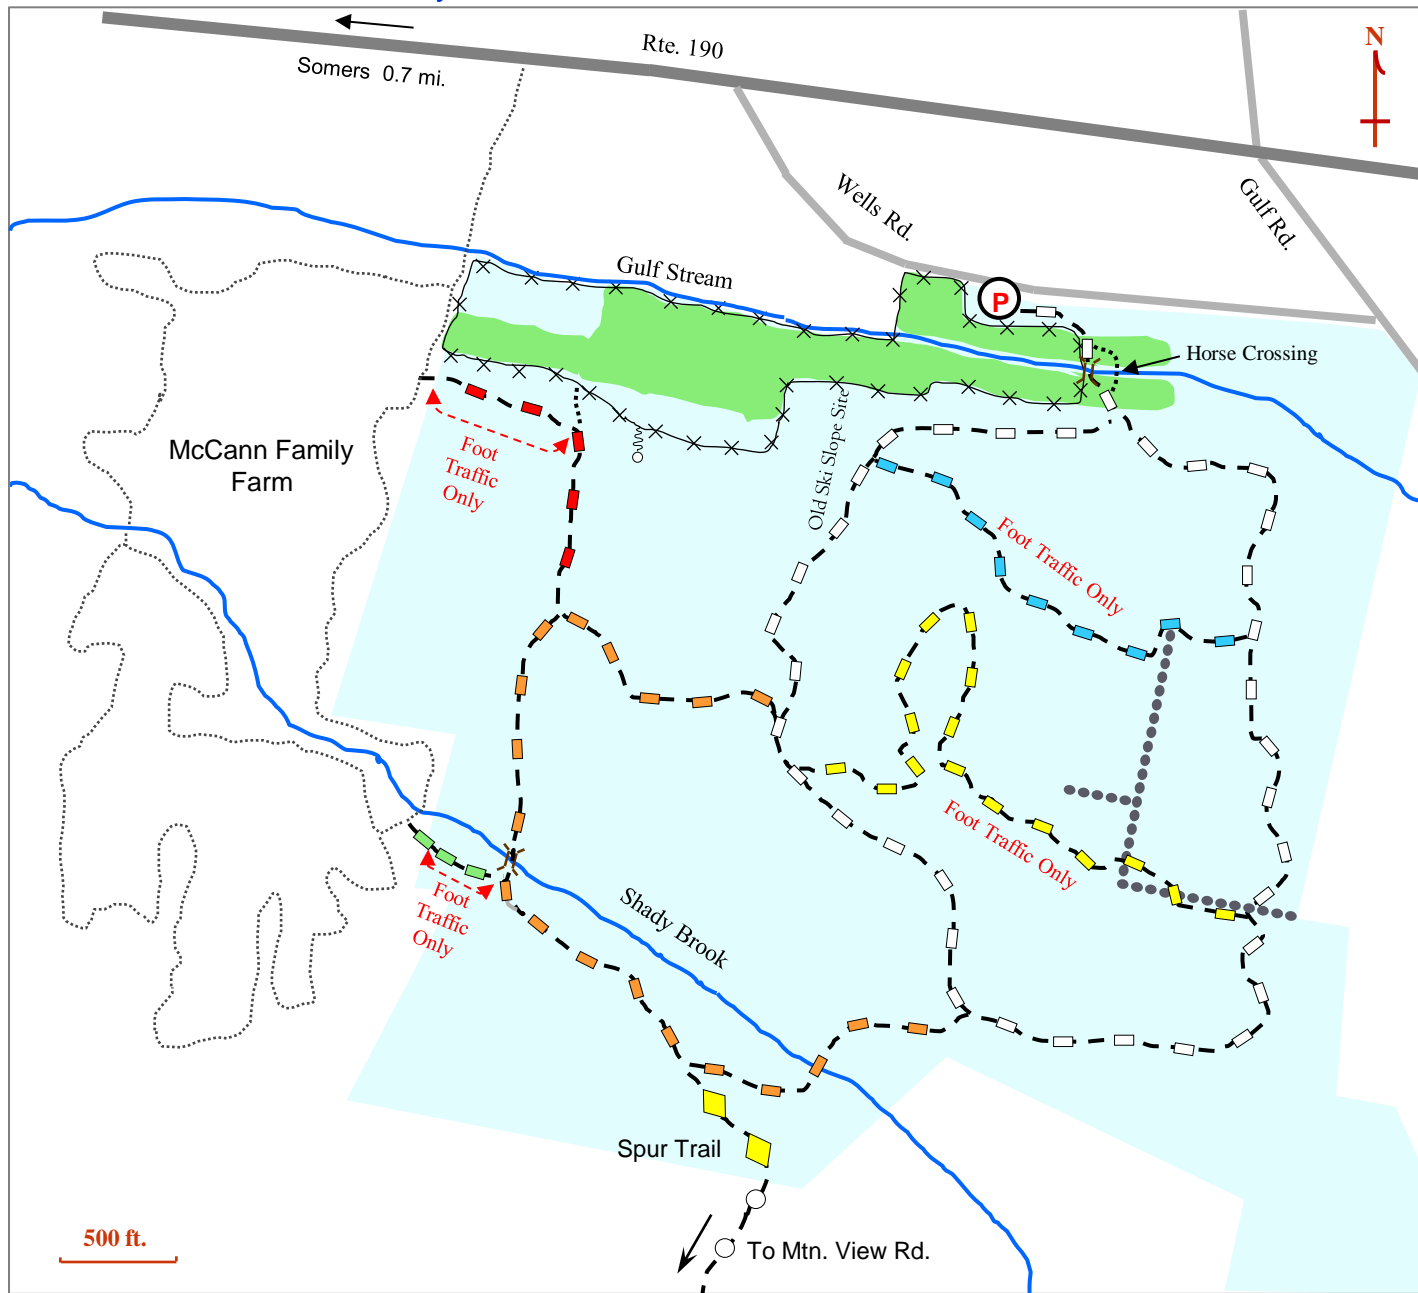 Rte. 190
Somers 0.7 mi.
N
Wells Rd.
Gulf Rd.
Gulf Stream
P
Horse Crossing
McCann Family
Farm
Foot
Traffic
Only
Old Ski Slope Site
Foot Traffic Only
Foot Traffic Only
Foot
Traffic
Only
Shady Brook
Spur Trail
500 ft.
To Mtn. View Rd.